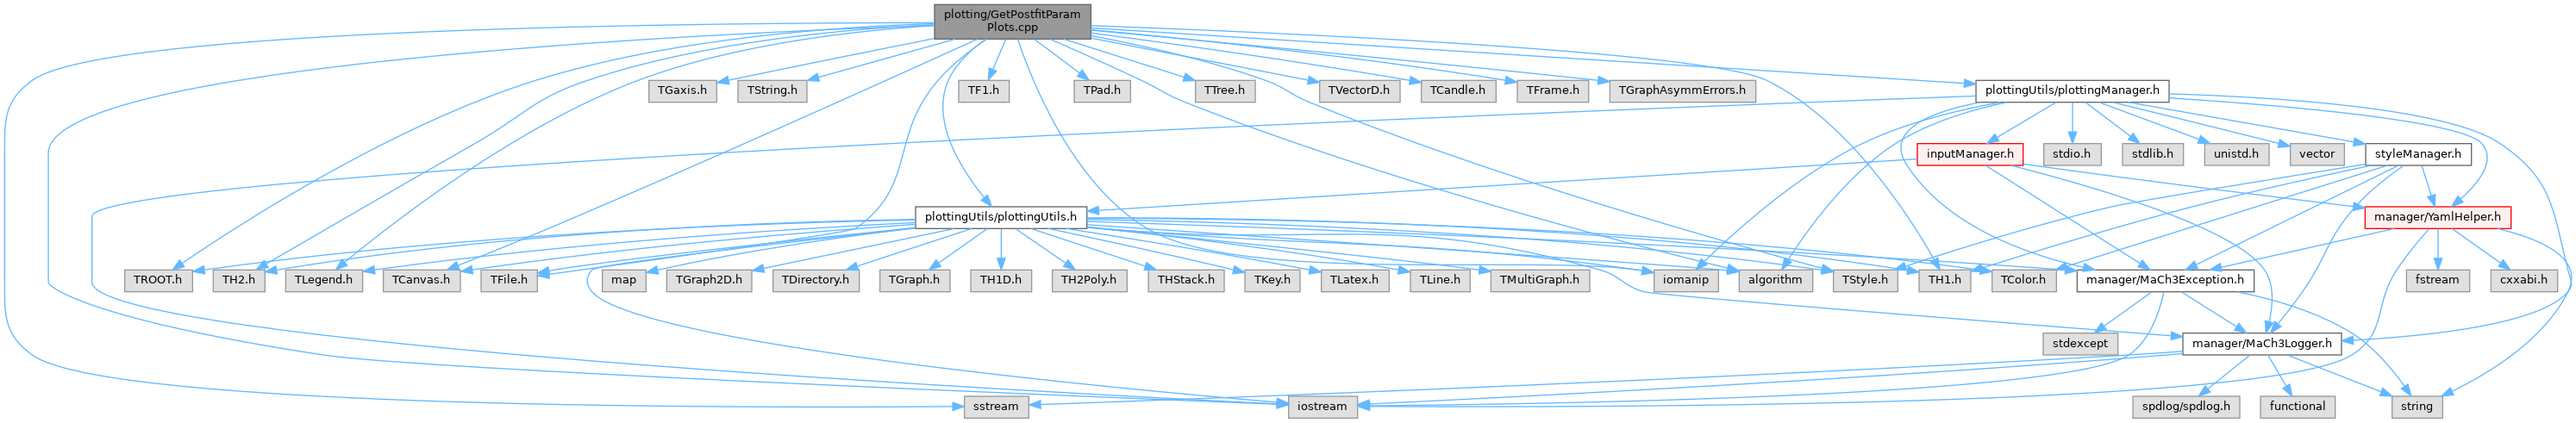 plotting/GetPostfitParam
Plots.cpp
TGaxis.h
TString.h
TF1.h
TPad.h
TTree.h
TVectorD.h
TCandle.h
TFrame.h
TGraphAsymmErrors.h
plottingUtils/plottingManager.h
inputManager.h
stdio.h
stdlib.h
unistd.h
vector
styleManager.h
plottingUtils/plottingUtils.h
manager/YamlHelper.h
TROOT.h
TH2.h
TLegend.h
TCanvas.h
TFile.h
map
TGraph2D.h
TDirectory.h
TGraph.h
TH1D.h
TH2Poly.h
THStack.h
TKey.h
TLatex.h
TLine.h
TMultiGraph.h
iomanip
algorithm
TStyle.h
TH1.h
TColor.h
manager/MaCh3Exception.h
fstream
cxxabi.h
stdexcept
manager/MaCh3Logger.h
sstream
iostream
spdlog/spdlog.h
functional
string